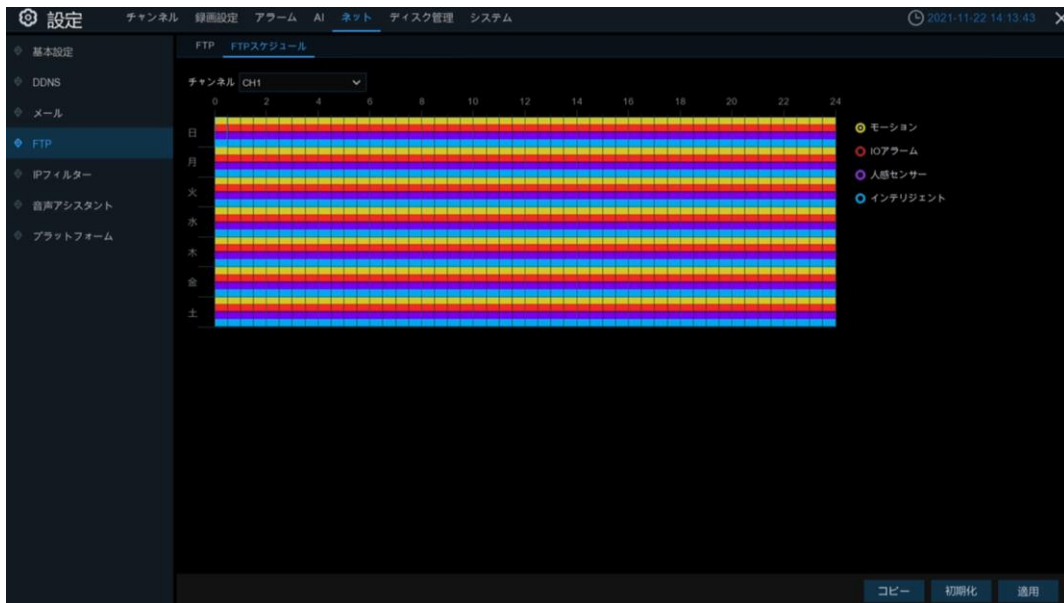 設定 チャンネル 録画設定 アラーム AI ネット ディスク管理 システム 2021-11-22 14:13:43
基本設定
DDNS
メール
FTP
IPフィルター
音声アシスタント
プラットフォーム
FTP FTPスケジュール
チャンネル CH1
0 2 4 6 8 10 12 14 16 18 20 22 24
日
月
火
水
木
金
土
モーション
IOアラーム
人感センサー
インテリジェント
コピー 初期化 適用